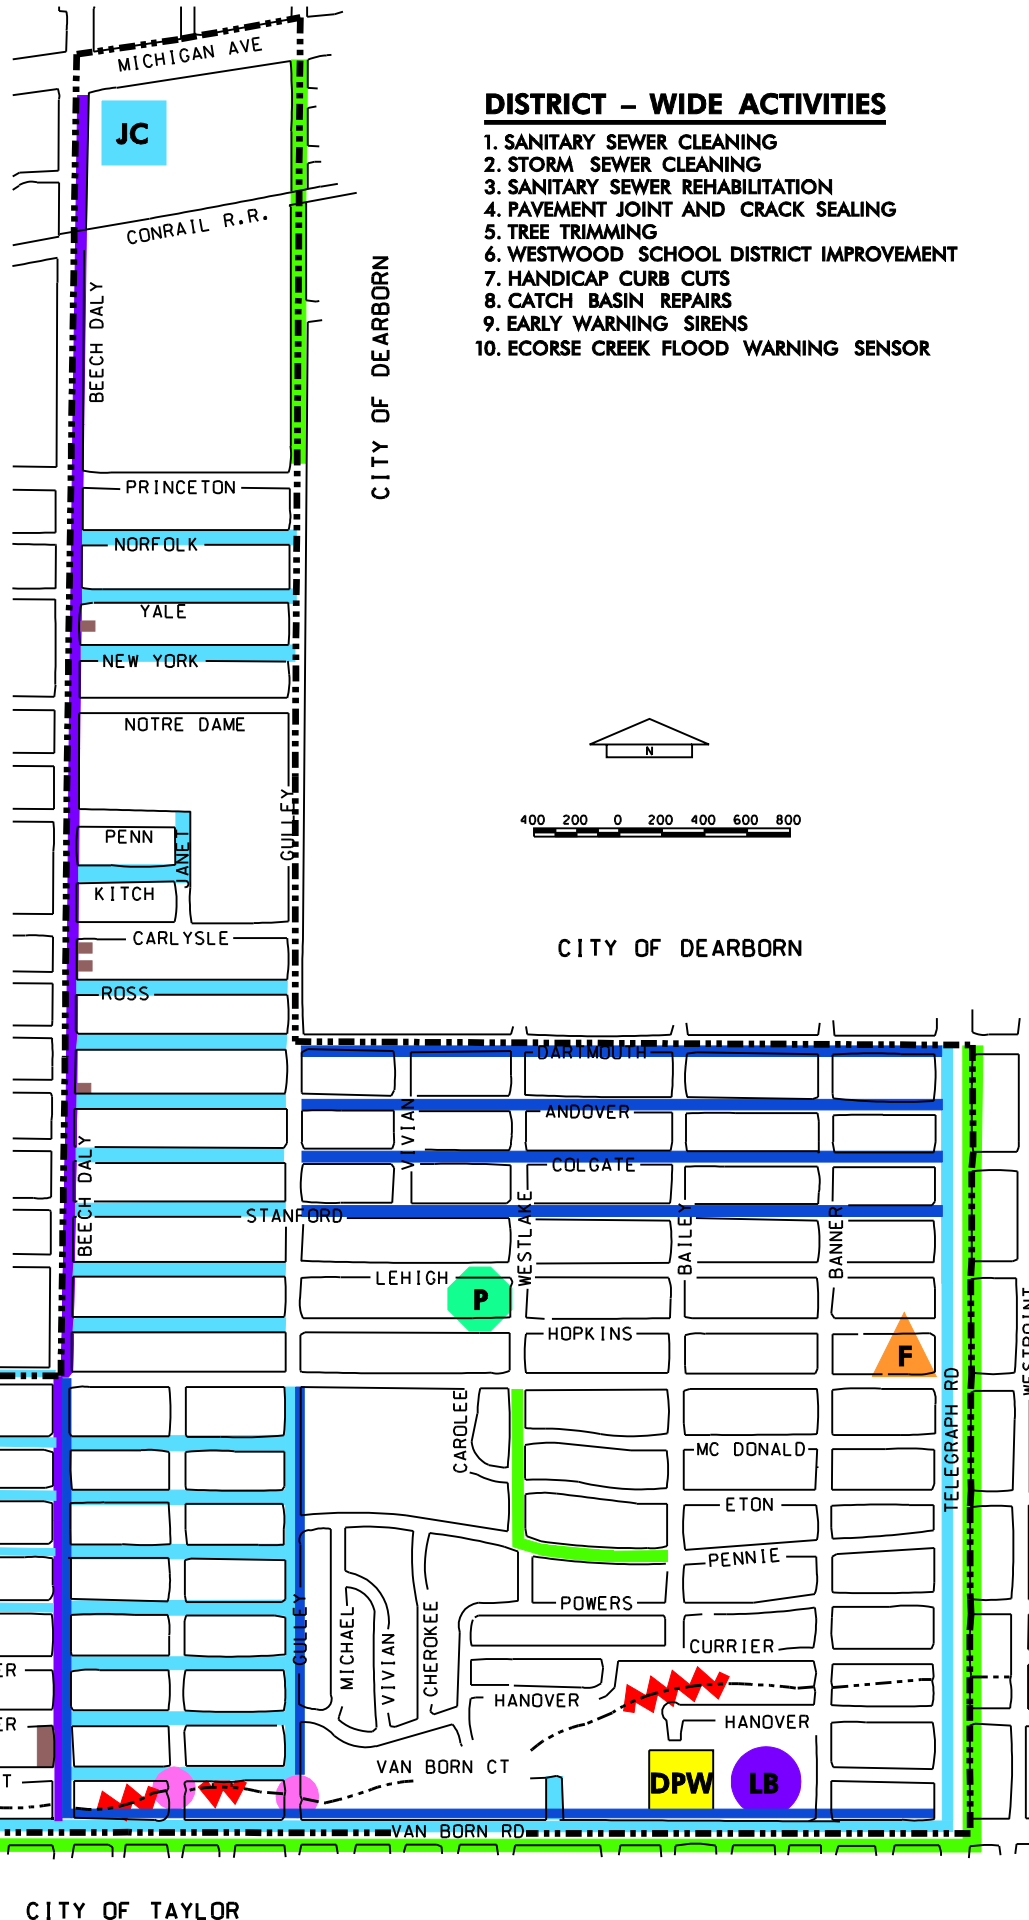 MICHIGAN AVE
JC
DISTRICT – WIDE ACTIVITIES
1. SANITARY SEWER CLEANING
2. STORM SEWER CLEANING
3. SANITARY SEWER REHABILITATION
4. PAVEMENT JOINT AND CRACK SEALING
5. TREE TRIMMING
6. WESTWOOD SCHOOL DISTRICT IMPROVEMENT
7. HANDICAP CURB CUTS
8. CATCH BASIN REPAIRS
9. EARLY WARNING SIRENS
10. ECORSE CREEK FLOOD WARNING SENSOR
CONRAIL R.R.
BEECH DALY
CITY OF DEARBORN
PRINCETON
NORFOLK
YALE
NEW YORK
NOTRE DAME
N
400 200 0 200 400 600 800
GULLEY
PENN
JANET
KITCH
CARLYSLE
CITY OF DEARBORN
ROSS
DARTMOUTH
ANDOVER
VIVIAN
COLGATE
BEECH DALY
STANFORD
WESTLAKE
BAILEY
BANNER
LEHIGH
P
HOPKINS
F
WESTPOINT
TELEGRAPH RD
CAROLEE
MC DONALD
ETON
PENNIE
POWERS
GULLEY
MICHAEL
VIVIAN
CHEROKEE
CURRIER
ER
HANOVER
HANOVER
ER
VAN BORN CT
T
DPW
LB
VAN BORN RD
CITY OF TAYLOR